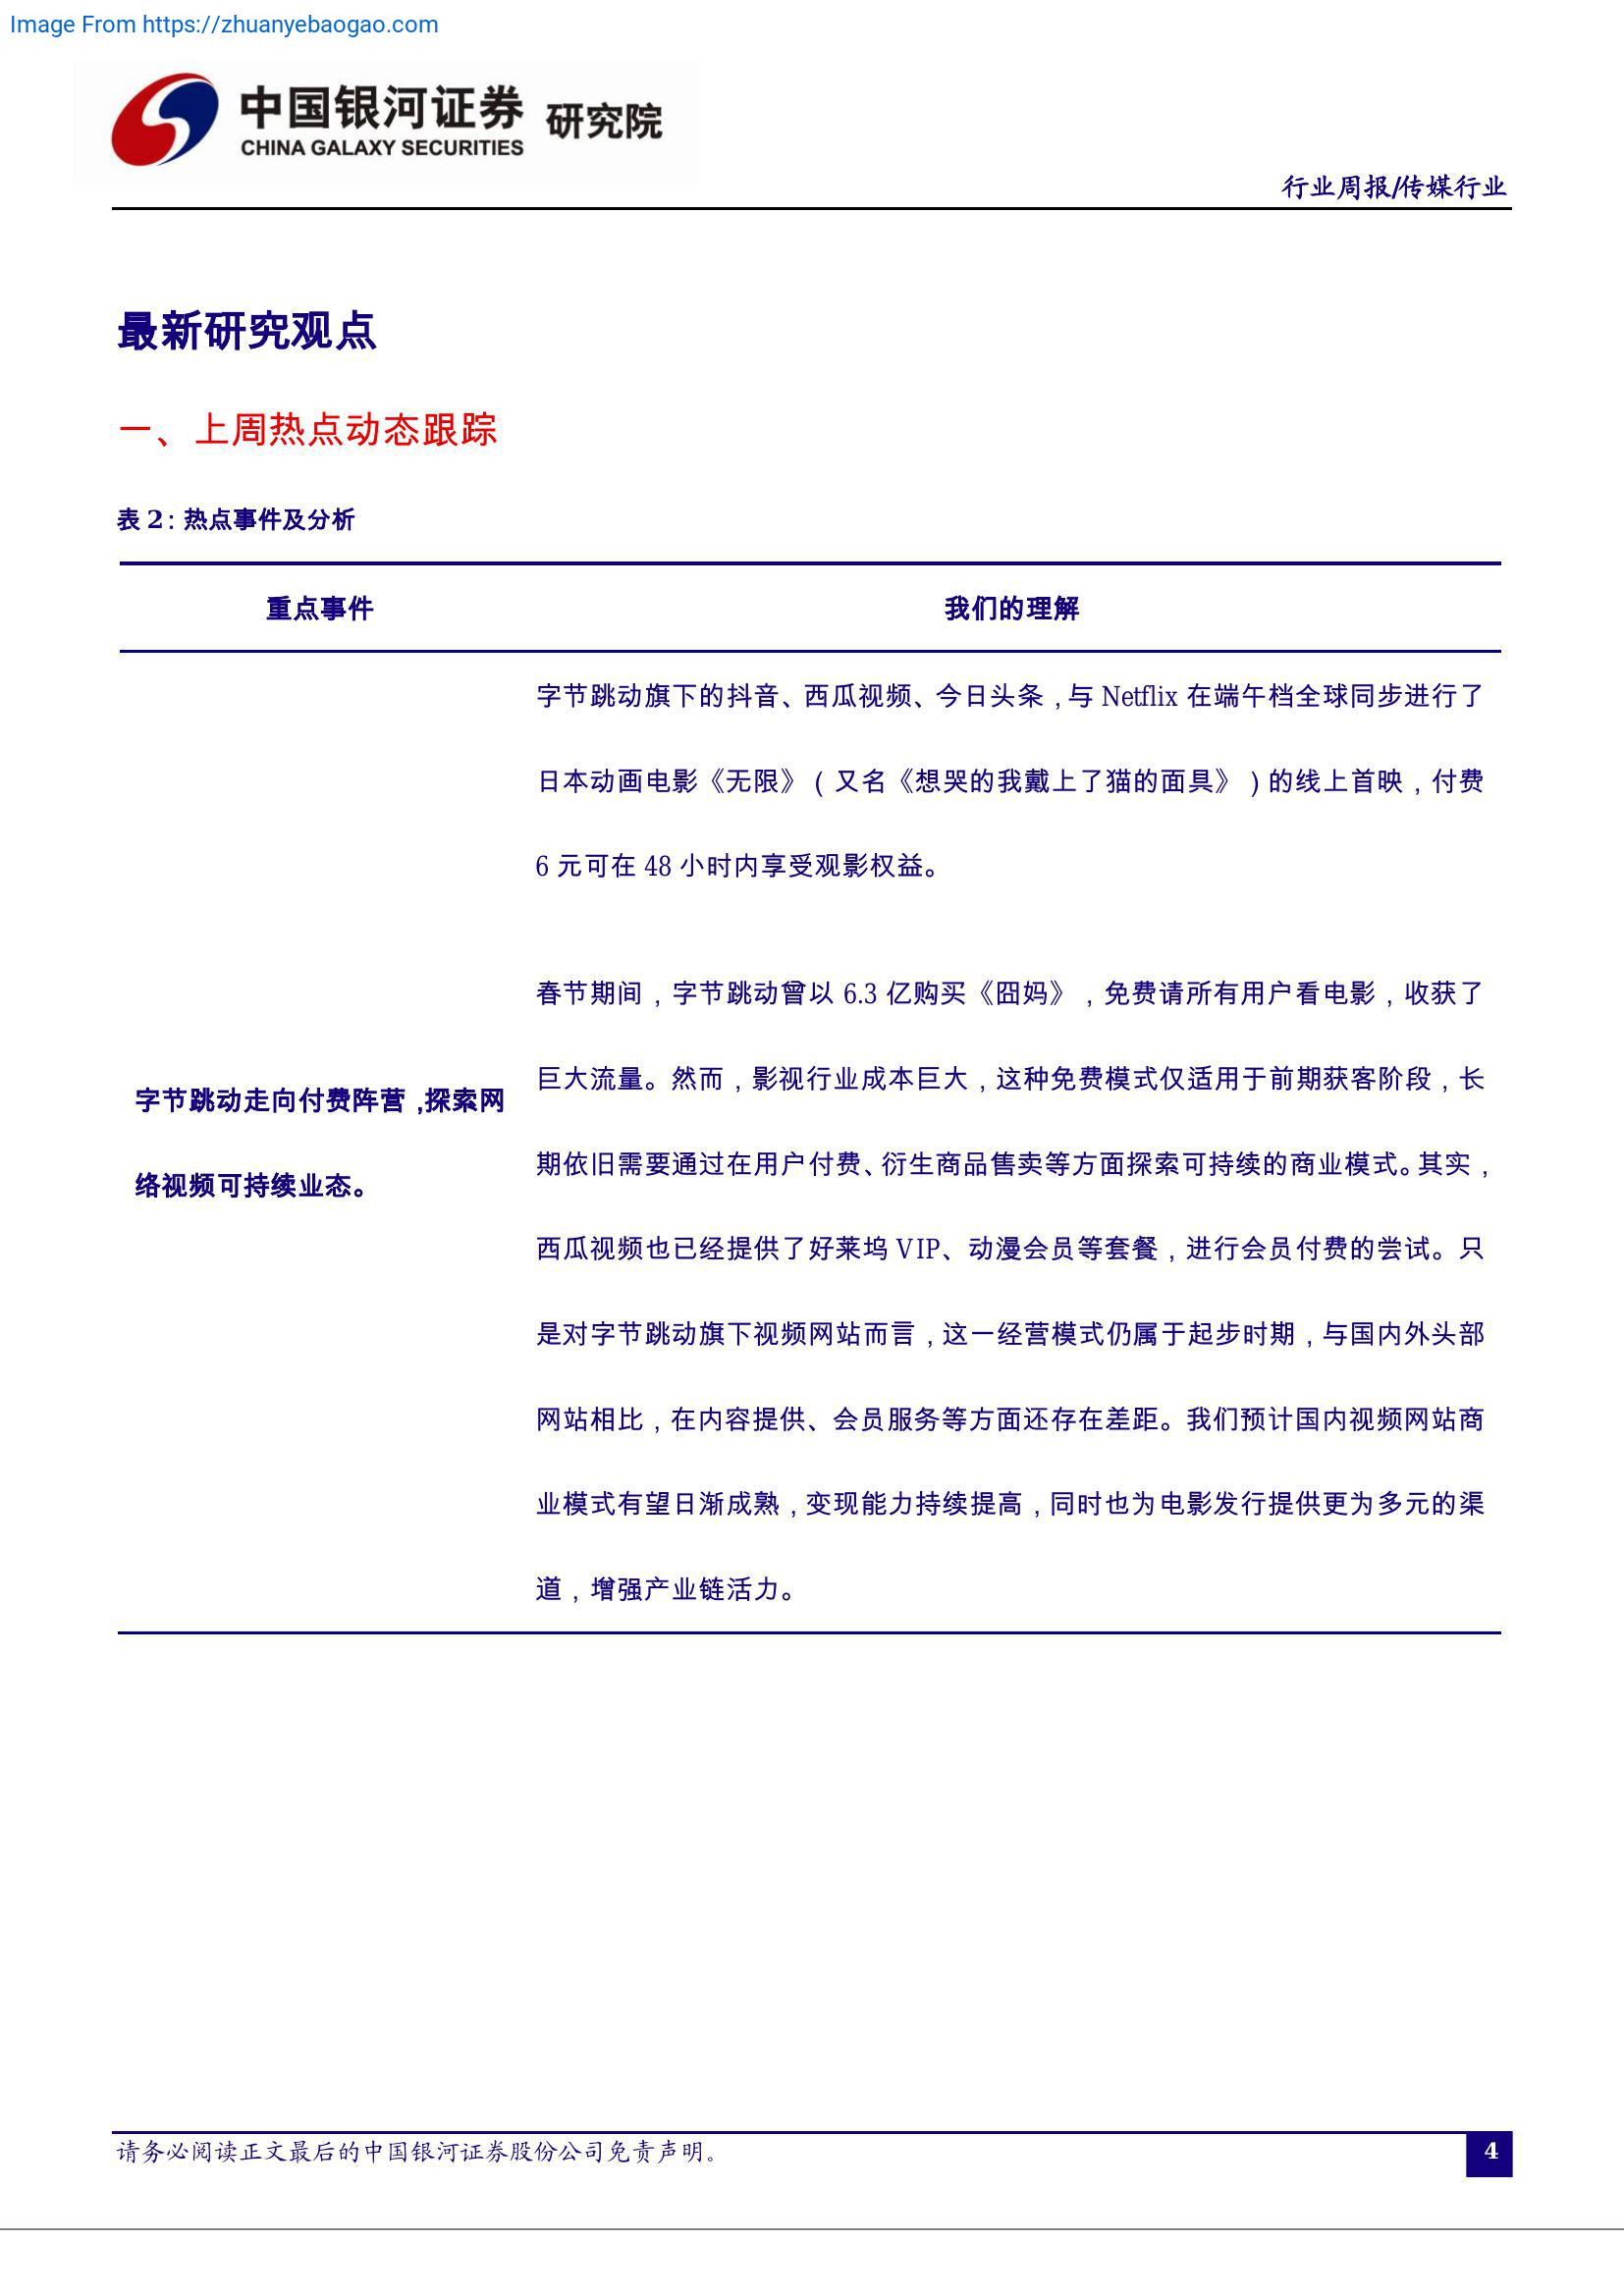 Image From https://zhuanyebaogao.com
中国银河证券 研究院
CHINA GALAXY SECURITIES
行业周报/传媒行业
最新研究观点
一、上周热点动态跟踪
表 2：热点事件及分析
重点事件 我们的理解
字节跳动旗下的抖音、西瓜视频、今日头条，与 Netflix 在端午档全球同步进行了
日本动画电影《无限》（又名《想哭的我戴上了猫的面具》）的线上首映，付费
6 元可在 48 小时内享受观影权益。
春节期间，字节跳动曾以 6.3 亿购买《囧妈》，免费请所有用户看电影，收获了
巨大流量。然而，影视行业成本巨大，这种免费模式仅适用于前期获客阶段，长
字节跳动走向付费阵营，探索网
期依旧需要通过在用户付费、衍生商品售卖等方面探索可持续的商业模式。其实，
络视频可持续业态。
西瓜视频也已经提供了好莱坞 VIP、动漫会员等套餐，进行会员付费的尝试。只
是对字节跳动旗下视频网站而言，这一经营模式仍属于起步时期，与国内外头部
网站相比，在内容提供、会员服务等方面还存在差距。我们预计国内视频网站商
业模式有望日渐成熟，变现能力持续提高，同时也为电影发行提供更为多元的渠
道，增强产业链活力。
请务必阅读正文最后的中国银河证券股份公司免责声明。
4